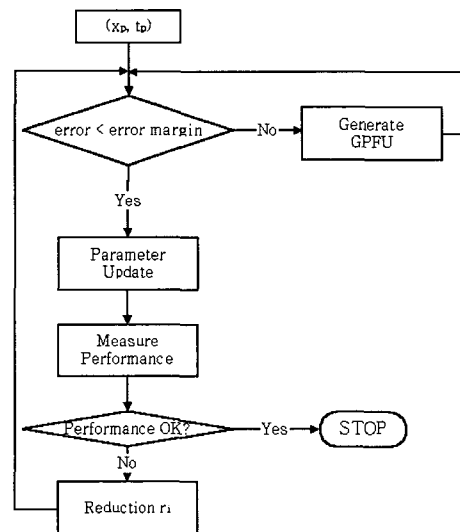 (xp, tp)
error < error margin
No
Generate
GPFU
Yes
Parameter
Update
Measure
Performance
Performance OK?
Yes
STOP
No
Reduction ri